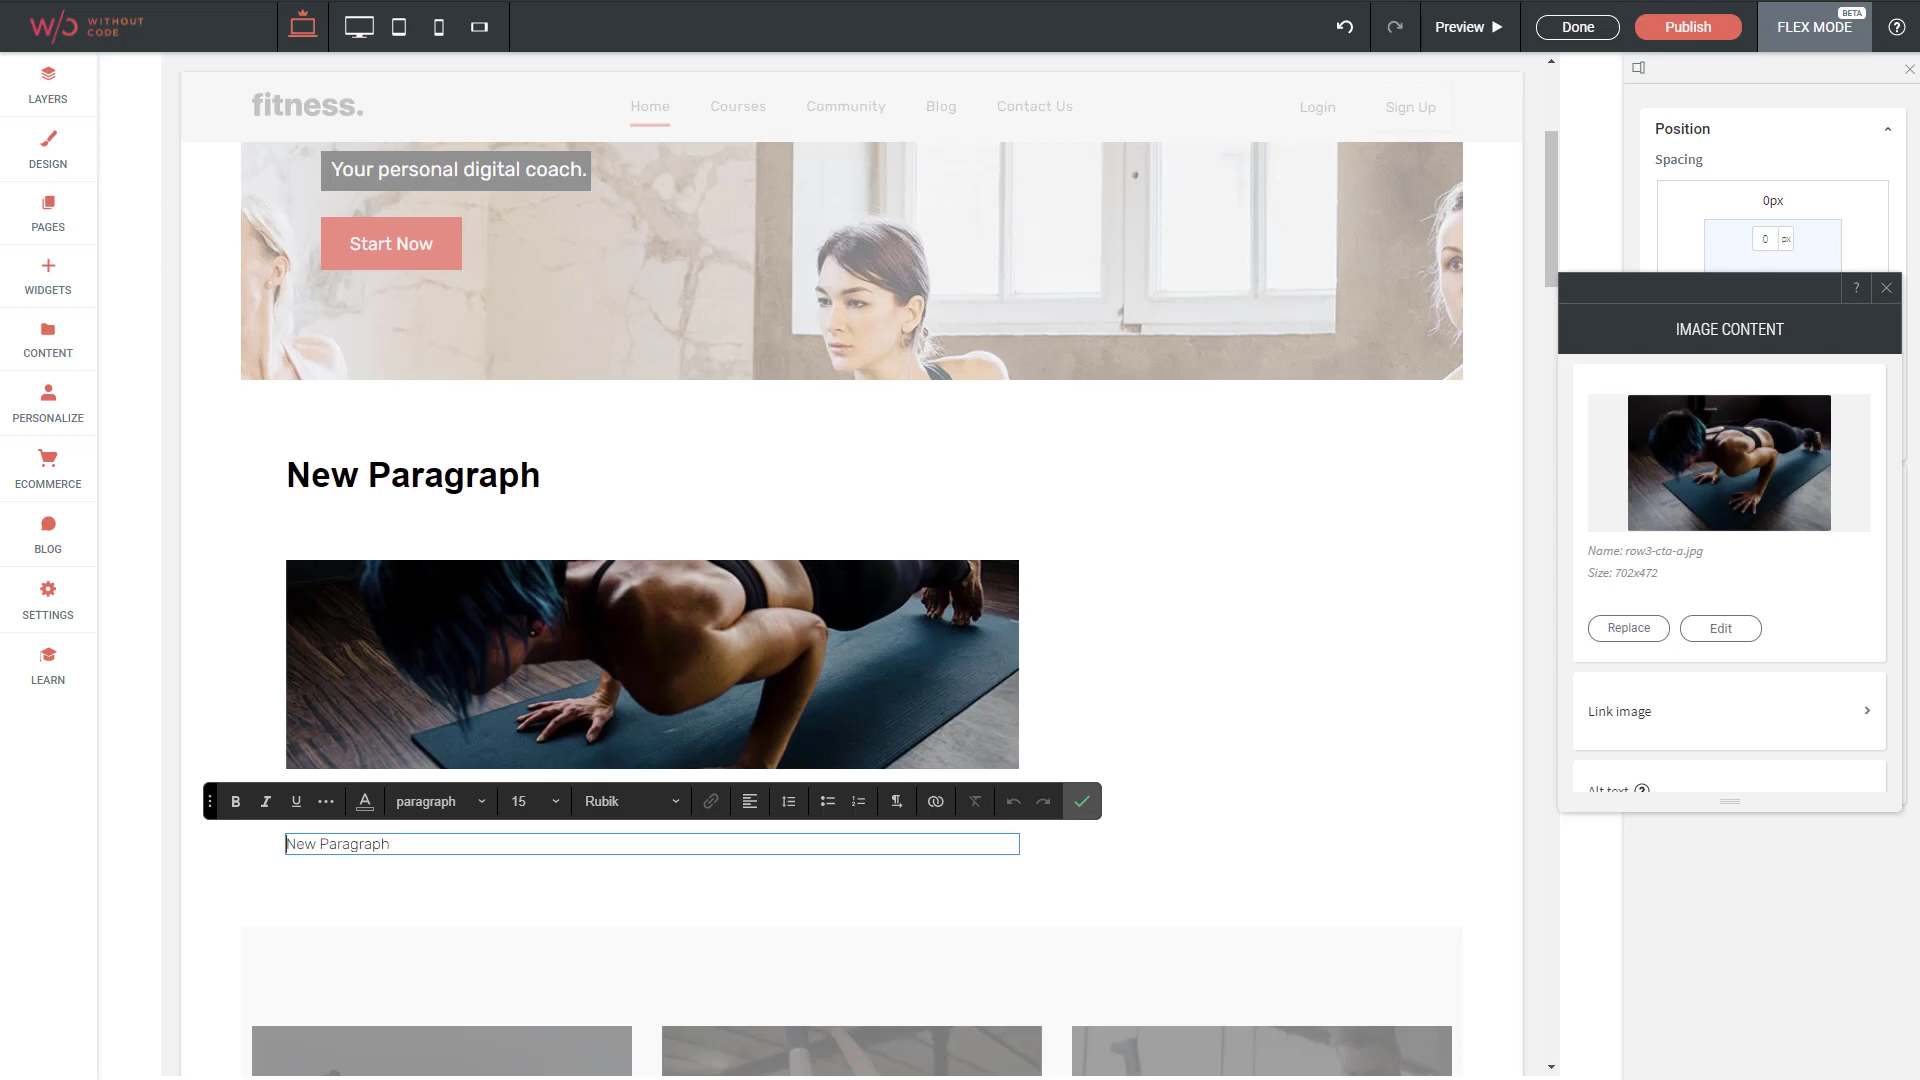 WITHOUT
CODE
Preview
Done
Publish
FLEX MODE
BETA
LAYERS
DESIGN
PAGES
WIDGETS
CONTENT
PERSONALIZE
ECOMMERCE
BLOG
SETTINGS
LEARN
fitness.
Home
Courses
Community
Blog
Contact Us
Login
Sign Up
Your personal digital coach.
Start Now
New Paragraph
B I U A paragraph 15 Rubik
New Paragraph
Position
Spacing
0px
0 px
?
IMAGE CONTENT
Name: row3-cta-a.jpg
Size: 702x472
Replace
Edit
Link image
Alt text